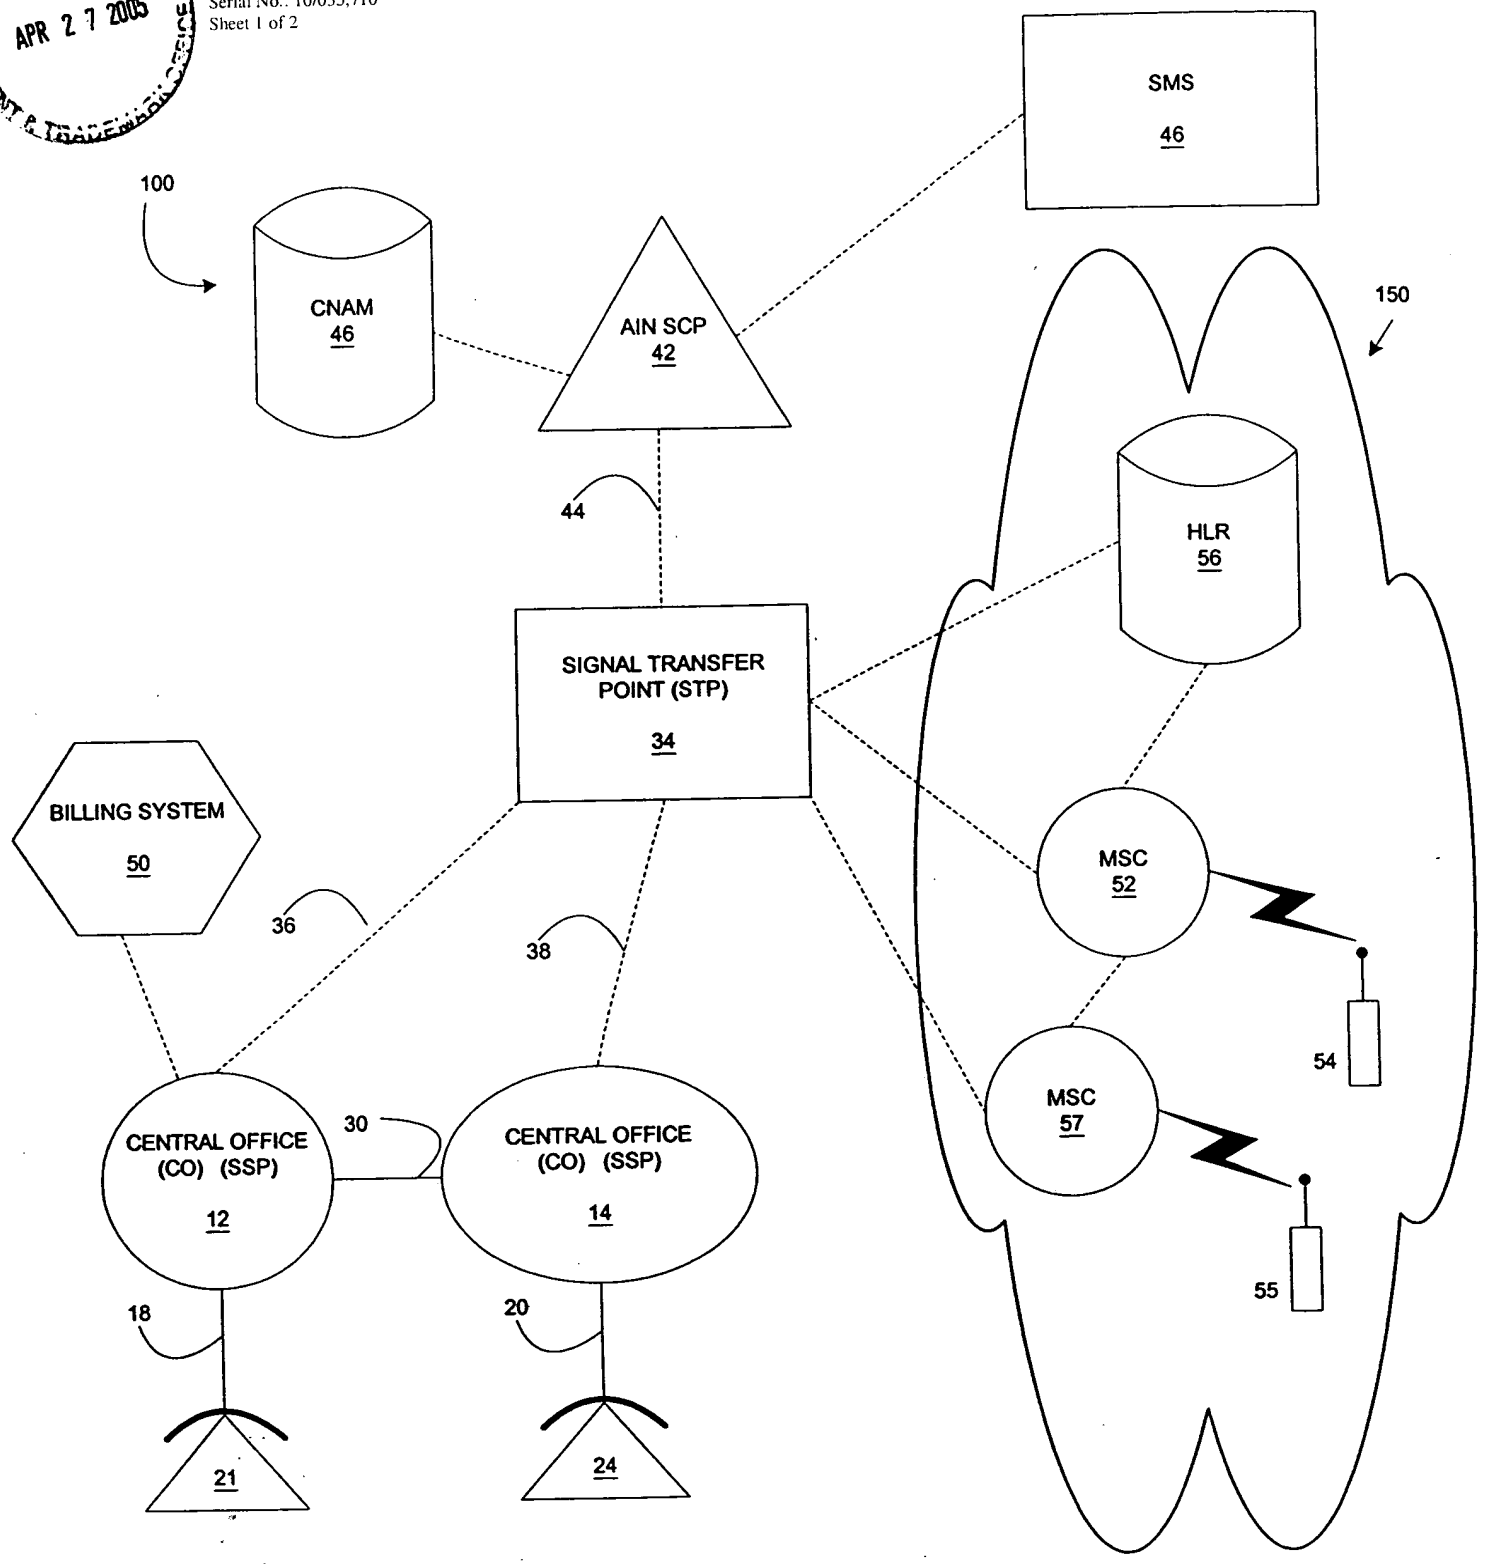 APR 27 2005
Sheet 1 of 2
& TRADEMARK
SMS
46
100
CNAM
46
AIN SCP
42
150
44
HLR
56
SIGNAL TRANSFER
POINT (STP)
34
BILLING SYSTEM
50
MSC
52
36
38
54
MSC
57
30
CENTRAL OFFICE
(CO) (SSP)
12
CENTRAL OFFICE
(CO) (SSP)
14
55
18
20
21
24